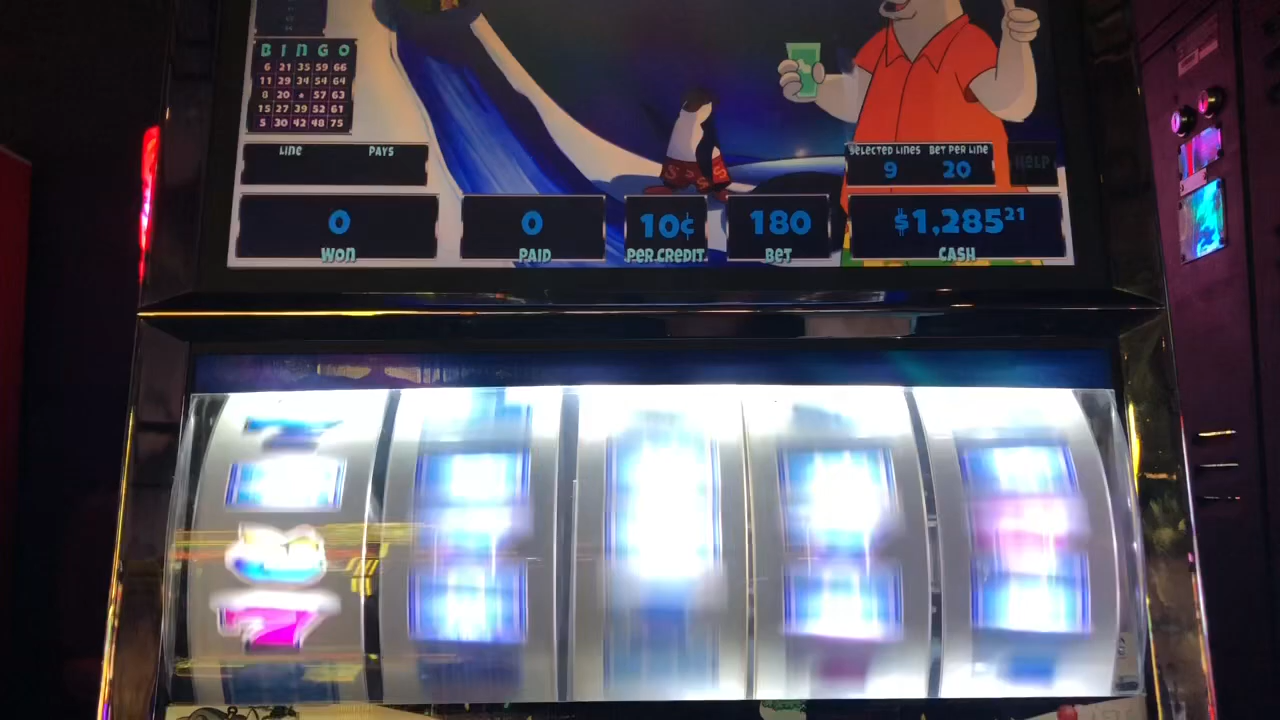 B I N G O
6 21 35 59 66
11 29 34 54 64
8 20 ★ 57 63
15 27 39 52 61
5 30 42 48 75
LINE PAYS
SELECTED LINES BET PER LINE
9 20
HELP
0 0 10¢ 180 $1,285 21
WON PAID PER CREDIT BET CASH
7